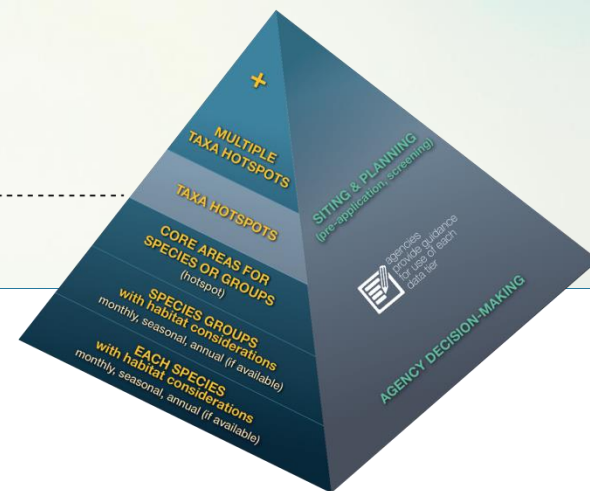 +
MULTIPLE
TAXA HOTSPOTS
TAXA HOTSPOTS
CORE AREAS FOR
SPECIES OR GROUPS
(hotspot)
SPECIES GROUPS
with habitat considerations
monthly, seasonal, annual (if available)
EACH SPECIES
with habitat considerations
monthly, seasonal, annual (if available)
SITING & PLANNING
(pre-application, screening)
agencies
provide guidance
for use of each
data tier
AGENCY DECISION-MAKING